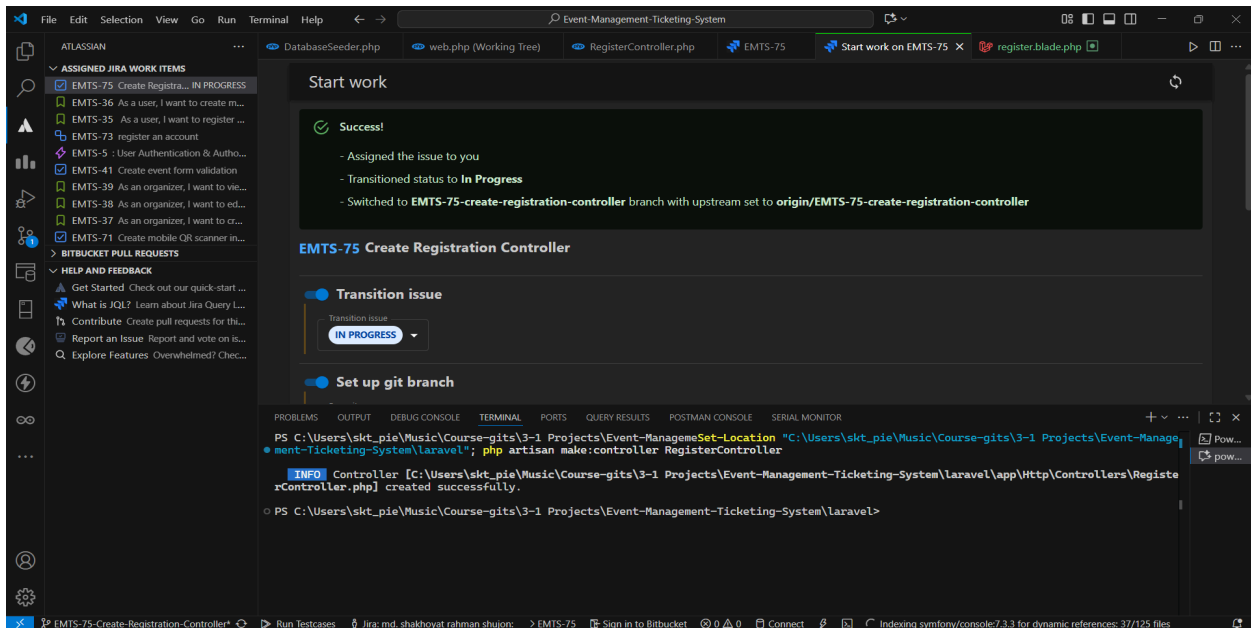 File Edit Selection View Go Run Terminal Help
Event-Management-Ticketing-System
ATLASSIAN
DatabaseSeeder.php
web.php (Working Tree)
RegisterController.php
EMTS-75
Start work on EMTS-75
register.blade.php
ASSIGNED JIRA WORK ITEMS
EMTS-75 Create Registra... IN PROGRESS
EMTS-36 As a user, I want to create m...
EMTS-35 As a user, I want to register ...
EMTS-73 register an account
EMTS-5 : User Authentication & Autho...
EMTS-41 Create event form validation
EMTS-39 As an organizer, I want to vie...
EMTS-38 As an organizer, I want to ed...
EMTS-37 As an organizer, I want to cr...
EMTS-71 Create mobile QR scanner in...
BITBUCKET PULL REQUESTS
HELP AND FEEDBACK
Get Started Check out our quick-start ...
What is JQL? Learn about Jira Query L...
Contribute Create pull requests for thi...
Report an Issue Report and vote on is...
Explore Features Overwhelmed? Chec...
1
Start work
Success!
- Assigned the issue to you
- Transitioned status to In Progress
- Switched to EMTS-75-create-registration-controller branch with upstream set to origin/EMTS-75-create-registration-controller
EMTS-75 Create Registration Controller
Transition issue
Transition issue
IN PROGRESS
Set up git branch
PROBLEMS OUTPUT DEBUG CONSOLE TERMINAL PORTS QUERY RESULTS POSTMAN CONSOLE SERIAL MONITOR
PS C:\Users\skt_pie\Music\Course-gits\3-1 Projects\Event-ManagemeSet-Location "C:\Users\skt_pie\Music\Course-gits\3-1 Projects\Event-Manage
ment-Ticketing-System\laravel"; php artisan make:controller RegisterController
INFO Controller [C:\Users\skt_pie\Music\Course-gits\3-1 Projects\Event-Management-Ticketing-System\laravel\app\Http\Controllers\Registe
rController.php] created successfully.
PS C:\Users\skt_pie\Music\Course-gits\3-1 Projects\Event-Management-Ticketing-System\laravel>
Pow...
pow...
EMTS-75-Create-Registration-Controller* Run Testcases Jira: md. shakhoyat rahman shujon: EMTS-75 Sign in to Bitbucket 0 0 Connect Indexing symfony/console:7.3.3 for dynamic references: 37/125 files